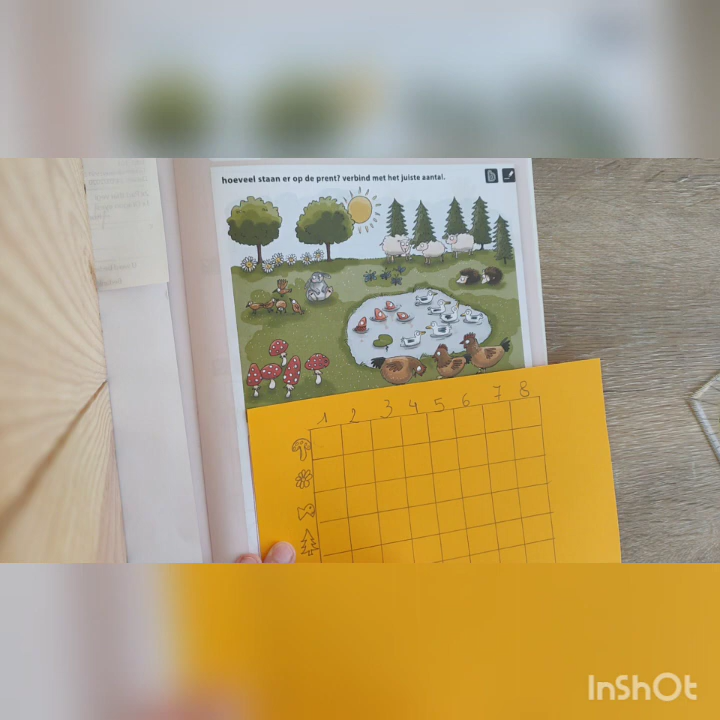 hoeveel staan er op de prent? verbind met het juiste aantal.
1 2 3 4 5 6 7 8
InShOt